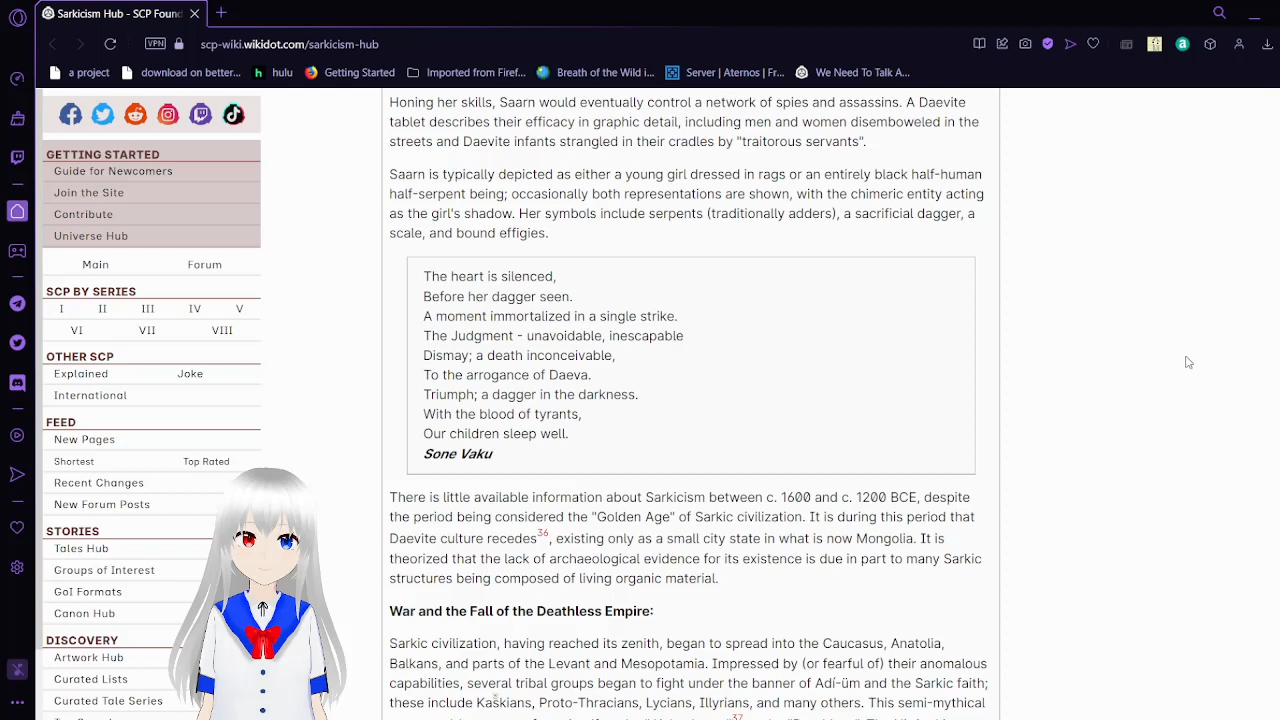 Sarkicism Hub - SCP Found
scp-wiki.wikidot.com/sarkicism-hub
VPN
a project
download on better...
hulu
Getting Started
Imported from Firef...
Breath of the Wild i...
Server | Aternos | Fr...
We Need To Talk A...
GETTING STARTED
Guide for Newcomers
Join the Site
Contribute
Universe Hub
Main Forum
SCP BY SERIES
I II III IV V
VI VII VIII
OTHER SCP
Explained Joke
International
FEED
New Pages
Shortest Top Rated
Recent Changes
New Forum Posts
STORIES
Tales Hub
Groups of Interest
GoI Formats
Canon Hub
DISCOVERY
Artwork Hub
Curated Lists
Curated Tale Series
Honing her skills, Saarn would eventually control a network of spies and assassins. A Daevite
tablet describes their efficacy in graphic detail, including men and women disemboweled in the
streets and Daevite infants strangled in their cradles by "traitorous servants".
Saarn is typically depicted as either a young girl dressed in rags or an entirely black half-human
half-serpent being; occasionally both representations are shown, with the chimeric entity acting
as the girl's shadow. Her symbols include serpents (traditionally adders), a sacrificial dagger, a
scale, and bound effigies.
The heart is silenced,
Before her dagger seen.
A moment immortalized in a single strike.
The Judgment - unavoidable, inescapable
Dismay; a death inconceivable,
To the arrogance of Daeva.
Triumph; a dagger in the darkness.
With the blood of tyrants,
Our children sleep well.
Sone Vaku
There is little available information about Sarkicism between c. 1600 and c. 1200 BCE, despite
the period being considered the "Golden Age" of Sarkic civilization. It is during this period that
Daevite culture recedes36, existing only as a small city state in what is now Mongolia. It is
theorized that the lack of archaeological evidence for its existence is due in part to many Sarkic
structures being composed of living organic material.
War and the Fall of the Deathless Empire:
Sarkic civilization, having reached its zenith, began to spread into the Caucasus, Anatolia,
Balkans, and parts of the Levant and Mesopotamia. Impressed by (or fearful of) their anomalous
capabilities, several tribal groups began to fight under the banner of Adí-üm and the Sarkic faith;
these include Kaskians, Proto-Thracians, Lycians, Illyrians, and many others. This semi-mythical
37